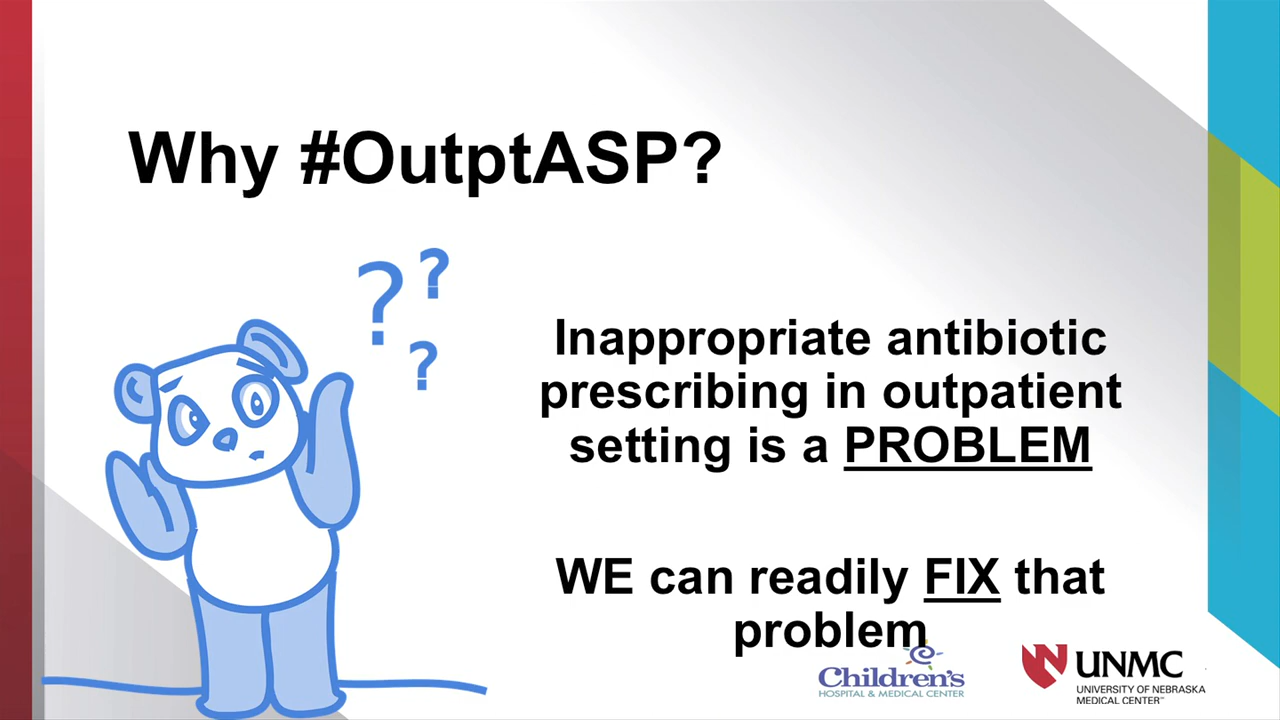 Why #OutptASP?
? ?
?
Inappropriate antibiotic
prescribing in outpatient
setting is a PROBLEM
WE can readily FIX that
problem
Children's
HOSPITAL & MEDICAL CENTER
UNMC
UNIVERSITY OF NEBRASKA
MEDICAL CENTER™